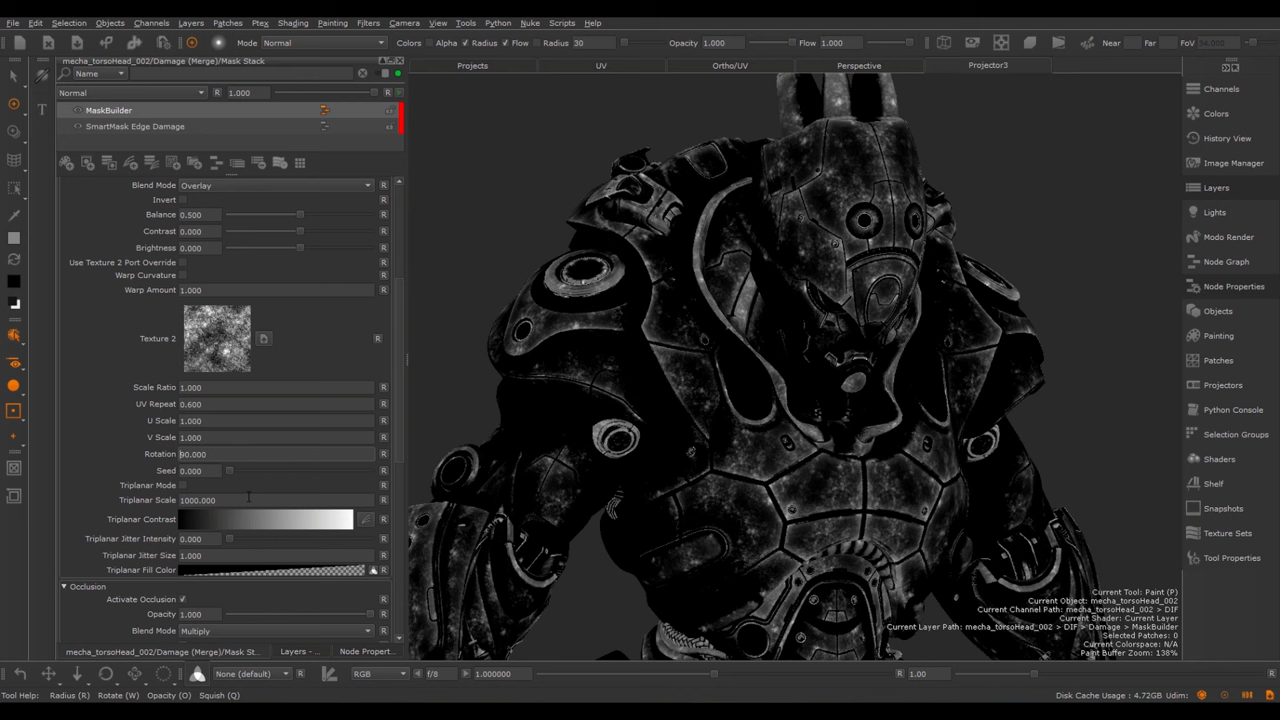 File Edit Selection Objects Channels Layers Patches Ptex Shading Painting Filters Camera View Tools Python Nuke Scripts Help
Mode Normal Colors Alpha Radius Flow Radius 30 Opacity 1.000 Flow 1.000 Near Far FoV 34.000
mecha_torsoHead_002/Damage (Merge)/Mask Stack
Name
Normal R 1.000 R
MaskBuilder
SmartMask Edge Damage
Blend Mode Overlay R
Invert R
Balance 0.500 R
Contrast 0.000 R
Brightness 0.000 R
Use Texture 2 Port Override R
Warp Curvature R
Warp Amount 1.000 R
Texture 2 R
Scale Ratio 1.000 R
UV Repeat 0.600 R
U Scale 1.000 R
V Scale 1.000 R
Rotation 90.000 R
Seed 0.000 R
Triplanar Mode R
Triplanar Scale 1000.000 R
Triplanar Contrast R
Triplanar Jitter Intensity 0.000 R
Triplanar Jitter Size 1.000 R
Triplanar Fill Color R
Occlusion
Activate Occlusion R
Opacity 1.000 R
Blend Mode Multiply R
mecha_torsoHead_002/Damage (Merge)/Mask St... Layers - ... Node Propert...
Projects UV Ortho/UV Perspective Projector3
Current Tool: Paint (P)
Current Object: mecha_torsoHead_002
Current Channel Path: mecha_torsoHead_002 > DIF
Current Shader: Current Layer
Current Layer Path: mecha_torsoHead_002 > DIF > Damage > MaskBuilder
Selected Patches: 0
Current Colorspace: N/A
Paint Buffer Zoom: 138%
Channels
Colors
History View
Image Manager
Layers
Lights
Modo Render
Node Graph
Node Properties
Objects
Painting
Patches
Projectors
Python Console
Selection Groups
Shaders
Shelf
Snapshots
Texture Sets
Tool Properties
None (default) R RGB f/8 1.000000 R 1.00 R
Tool Help: Radius (R) Rotate (W) Opacity (O) Squish (Q) Disk Cache Usage : 4.72GB Udim: